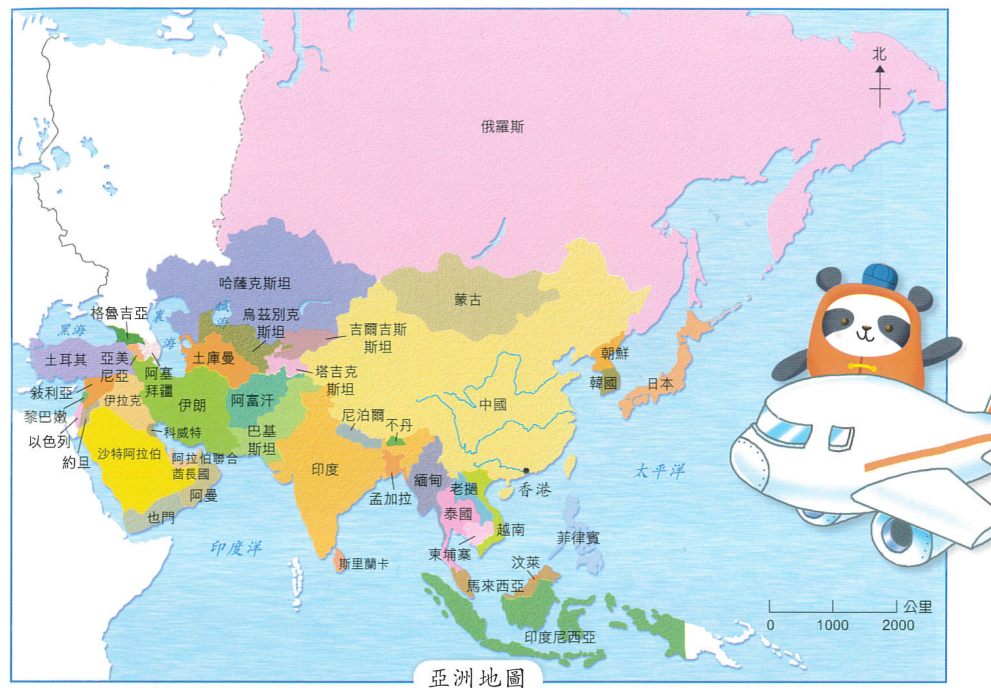 北
俄羅斯
哈薩克斯坦
蒙古
格魯吉亞
裏海
鹹海
烏茲別克
斯坦
吉爾吉斯
斯坦
黑海
土耳其
亞美
尼亞
阿塞
拜疆
土庫曼
塔吉克
斯坦
朝鮮
韓國
日本
中國
敍利亞
伊拉克
伊朗
阿富汗
黎巴嫩
科威特
巴基
斯坦
尼泊爾
不丹
以色列
約旦
沙特阿拉伯
阿拉伯聯合
酋長國
印度
緬甸
老撾
香港
太平洋
阿曼
孟加拉
泰國
越南
也門
菲律賓
印度洋
斯里蘭卡
柬埔寨
汶萊
馬來西亞
印度尼西亞
公里
0 1000 2000
亞洲地圖